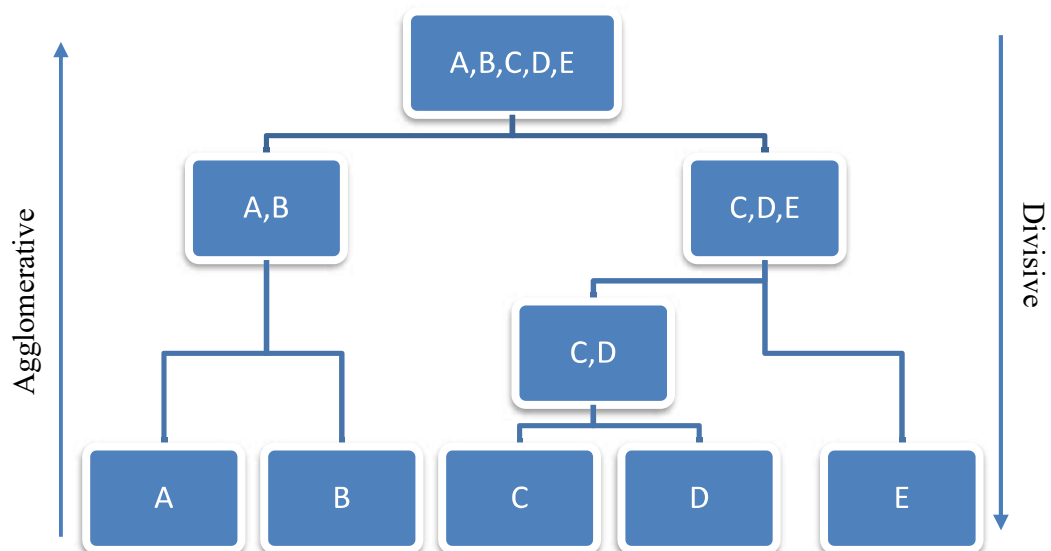 A,B,C,D,E
A,B
C,D,E
Agglomerative
Divisive
C,D
A
B
C
D
E